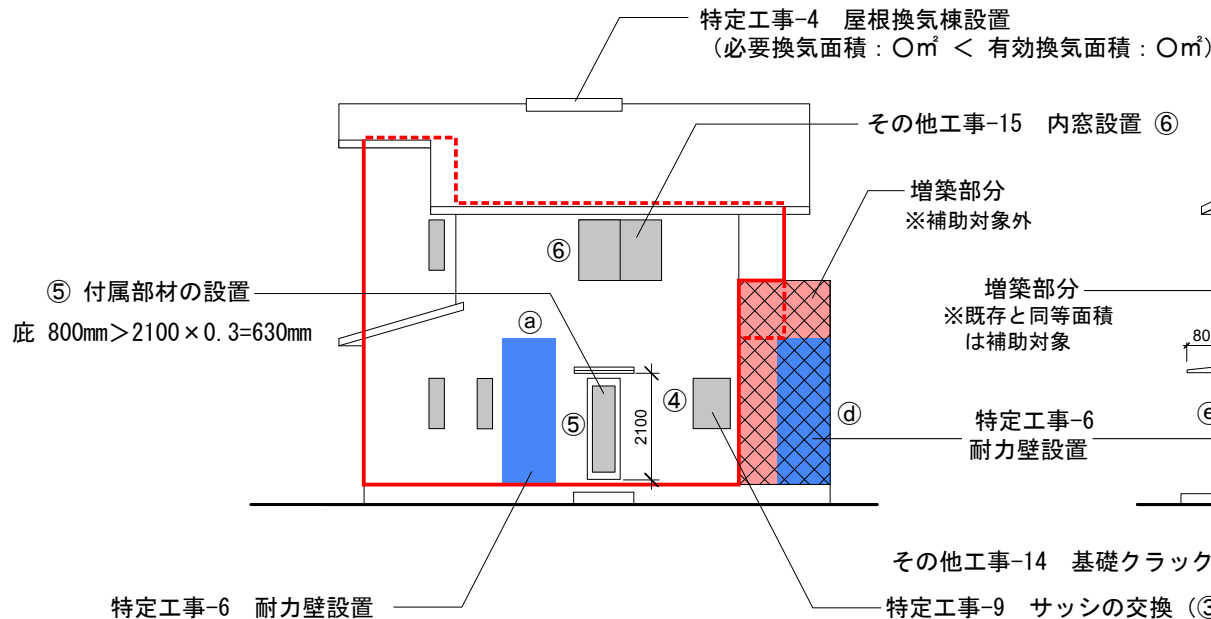 特定工事-4 屋根換気棟設置
（必要換気面積：〇㎡ ＜ 有効換気面積：〇㎡）
その他工事-15 内窓設置 ⑥
増築部分
※補助対象外
⑥
⑤ 付属部材の設置
庇 800mm＞2100×0.3=630mm
増築部分
※既存と同等面積
は補助対象
80
ⓐ
④
⑤
2100
ⓓ
ⓔ
特定工事-6
耐力壁設置
その他工事-14 基礎クラック
特定工事-6 耐力壁設置
特定工事-9 サッシの交換（③